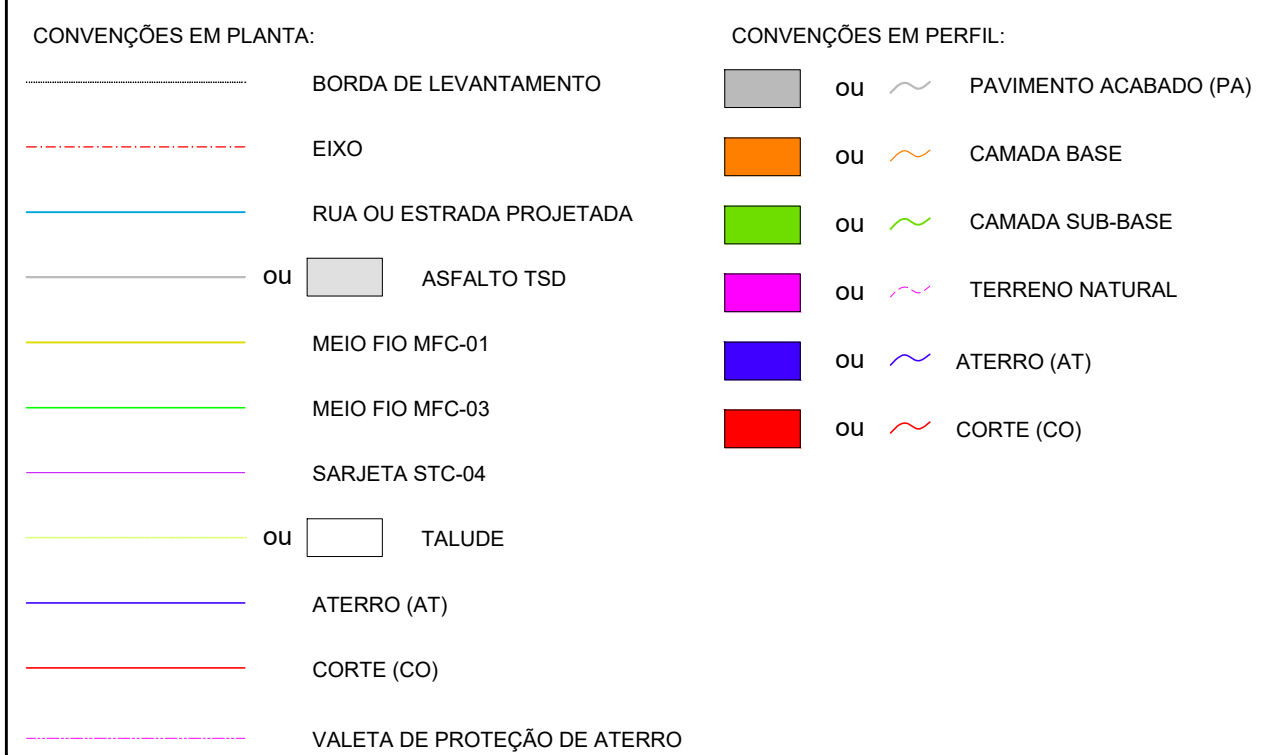 CONVENÇÕES EM PLANTA:
BORDA DE LEVANTAMENTO
EIXO
RUA OU ESTRADA PROJETADA
ou ASFALTO TSD
MEIO FIO MFC-01
MEIO FIO MFC-03
SARJETA STC-04
ou TALUDE
ATERRO (AT)
CORTE (CO)
VALETA DE PROTEÇÃO DE ATERRO
CONVENÇÕES EM PERFIL:
ou PAVIMENTO ACABADO (PA)
ou CAMADA BASE
ou CAMADA SUB-BASE
ou TERRENO NATURAL
ou ATERRO (AT)
ou CORTE (CO)